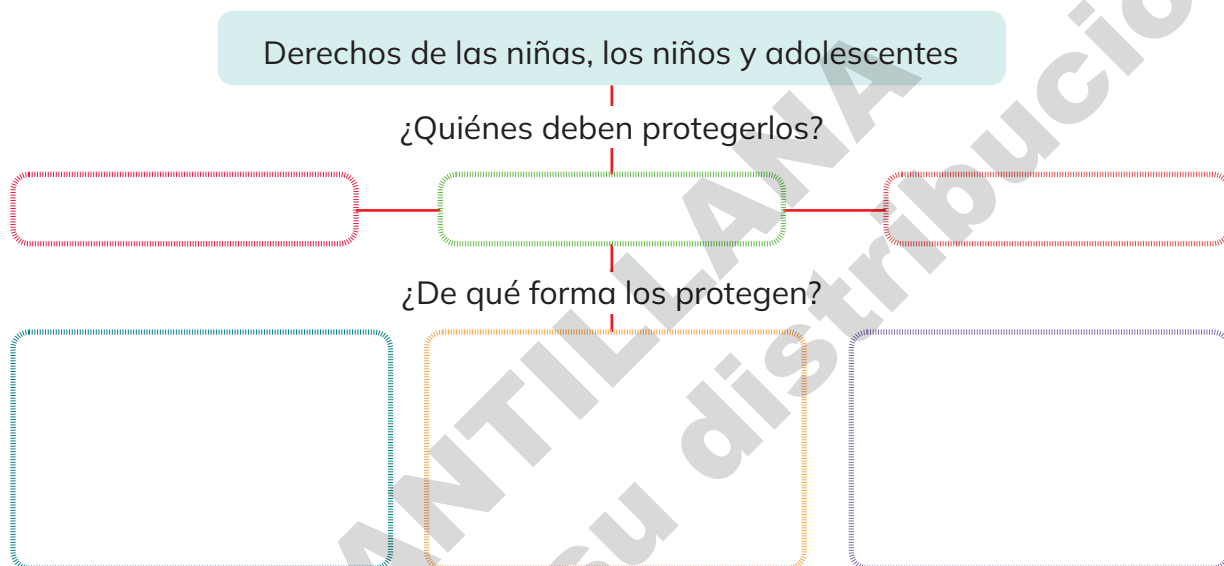 Derechos de las niñas, los niños y adolescentes
¿Quiénes deben protegerlos?
¿De qué forma los protegen?
ANTILLANA
su distribució